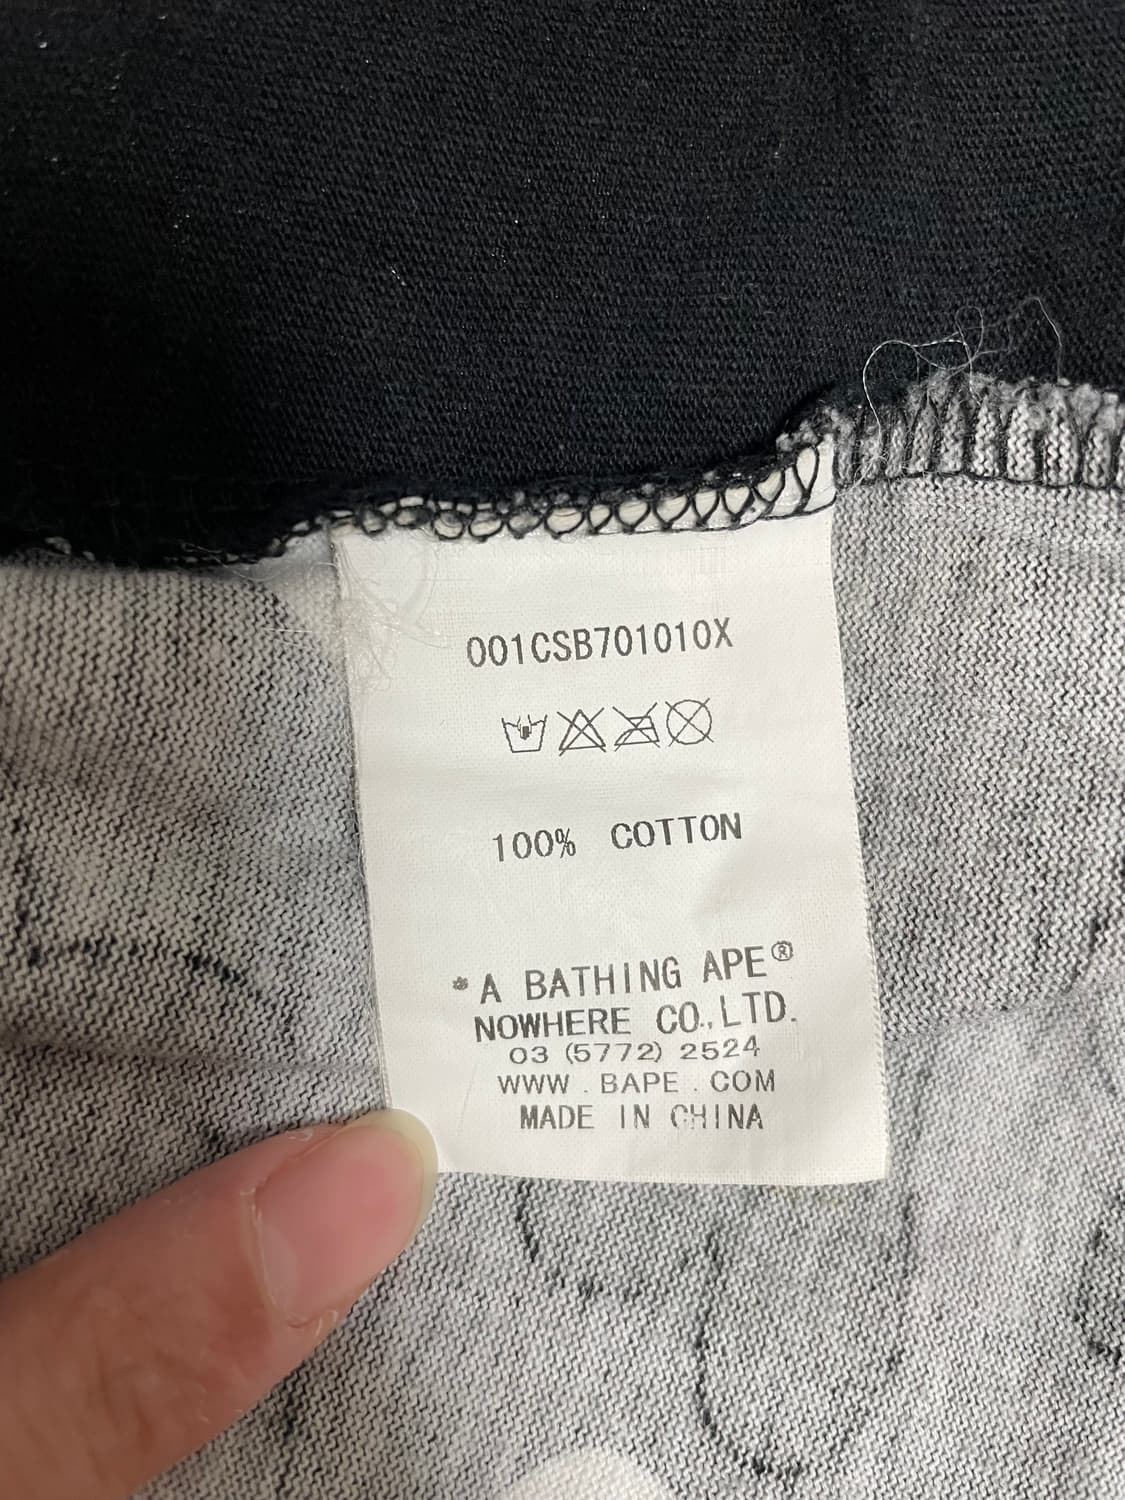 001CSB701010X
100% COTTON
*A BATHING APE®
NOWHERE CO.,LTD.
03 (5772) 2524
WWW . BAPE . COM
MADE IN CHINA